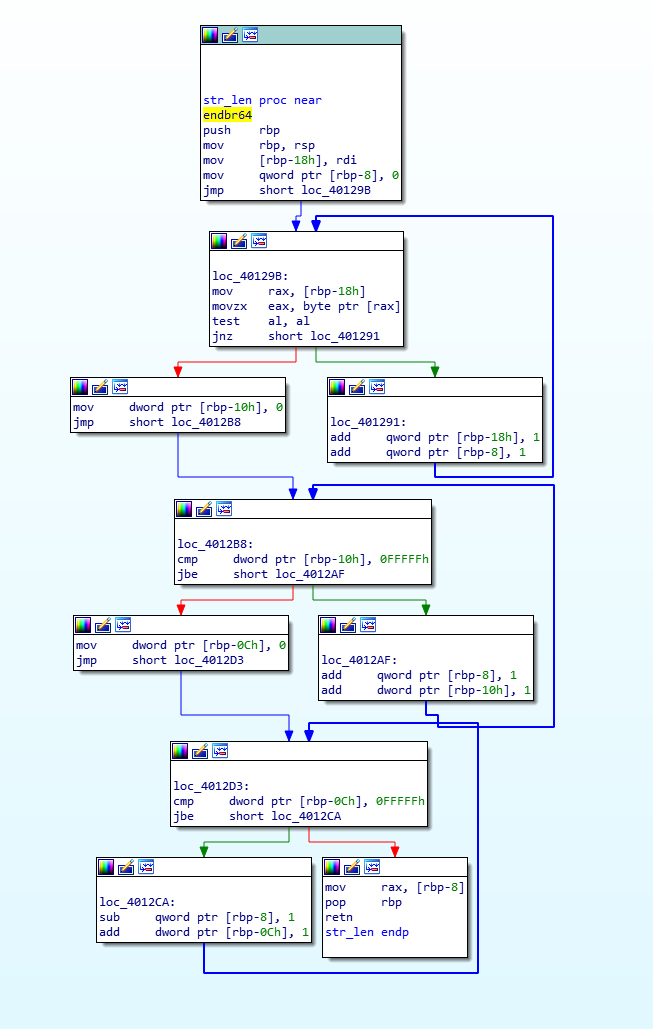 str_len proc near
endbr64
push rbp
mov rbp, rsp
mov [rbp-18h], rdi
mov qword ptr [rbp-8], 0
jmp short loc_40129B
loc_40129B:
mov rax, [rbp-18h]
movzx eax, byte ptr [rax]
test al, al
jnz short loc_401291
mov dword ptr [rbp-10h], 0
jmp short loc_4012B8
loc_401291:
add qword ptr [rbp-18h], 1
add qword ptr [rbp-8], 1
loc_4012B8:
cmp dword ptr [rbp-10h], 0FFFFFh
jbe short loc_4012AF
mov dword ptr [rbp-0Ch], 0
jmp short loc_4012D3
loc_4012AF:
add qword ptr [rbp-8], 1
add dword ptr [rbp-10h], 1
loc_4012D3:
cmp dword ptr [rbp-0Ch], 0FFFFFh
jbe short loc_4012CA
loc_4012CA:
sub qword ptr [rbp-8], 1
add dword ptr [rbp-0Ch], 1
mov rax, [rbp-8]
pop rbp
retn
str_len endp